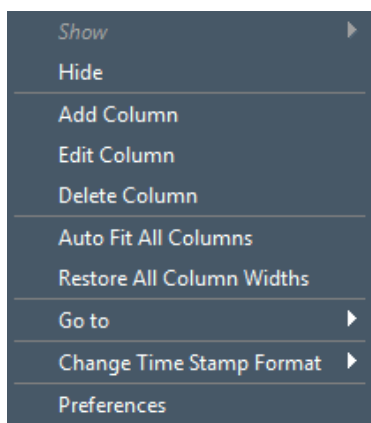 Show
Hide
Add Column
Edit Column
Delete Column
Auto Fit All Columns
Restore All Column Widths
Go to
Change Time Stamp Format
Preferences